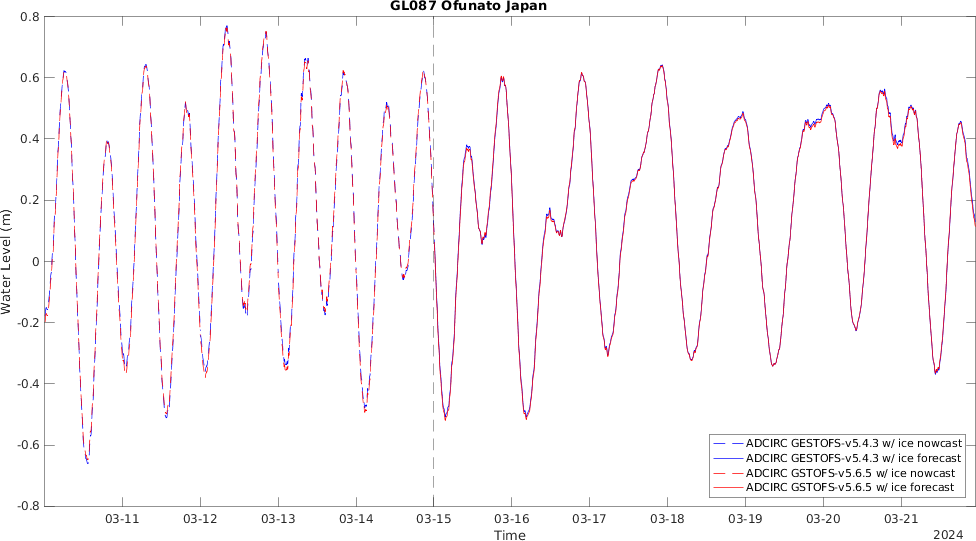 GL087 Ofunato Japan
0.8
0.6
0.4
0.2
0
-0.2
-0.4
-0.6
-0.8
Water Level (m)
ADCIRC GESTOFS-v5.4.3 w/ ice nowcast
ADCIRC GESTOFS-v5.4.3 w/ ice forecast
ADCIRC GSTOFS-v5.6.5 w/ ice nowcast
ADCIRC GSTOFS-v5.6.5 w/ ice forecast
03-11 03-12 03-13 03-14 03-15 03-16 03-17 03-18 03-19 03-20 03-21
Time
2024